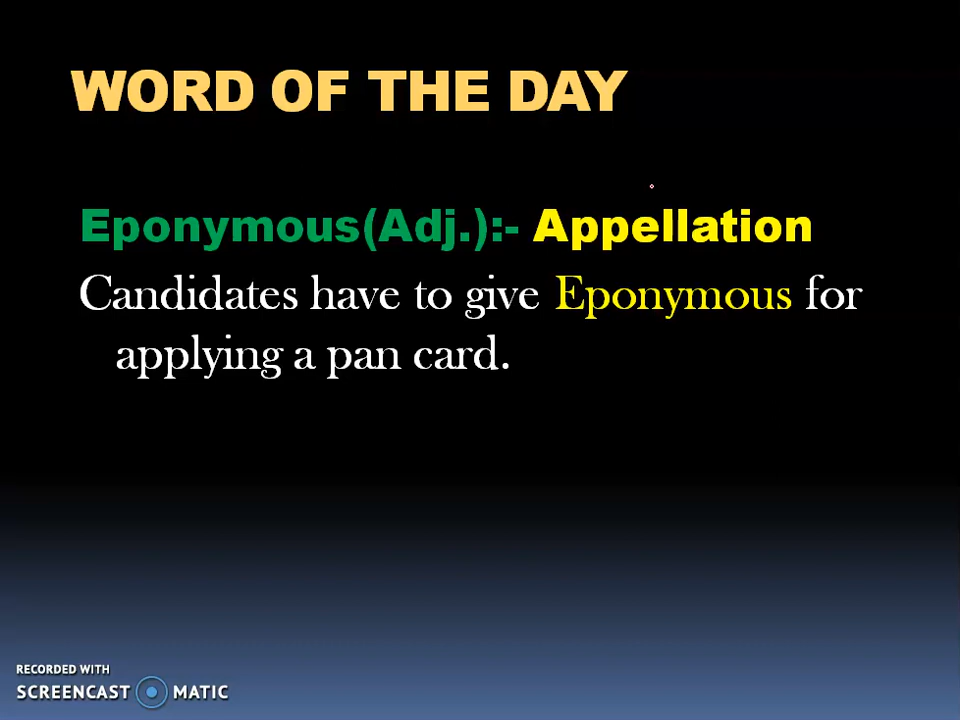 WORD OF THE DAY
Eponymous(Adj.):- Appellation
Candidates have to give Eponymous for
applying a pan card.
RECORDED WITH
SCREENCAST MATIC